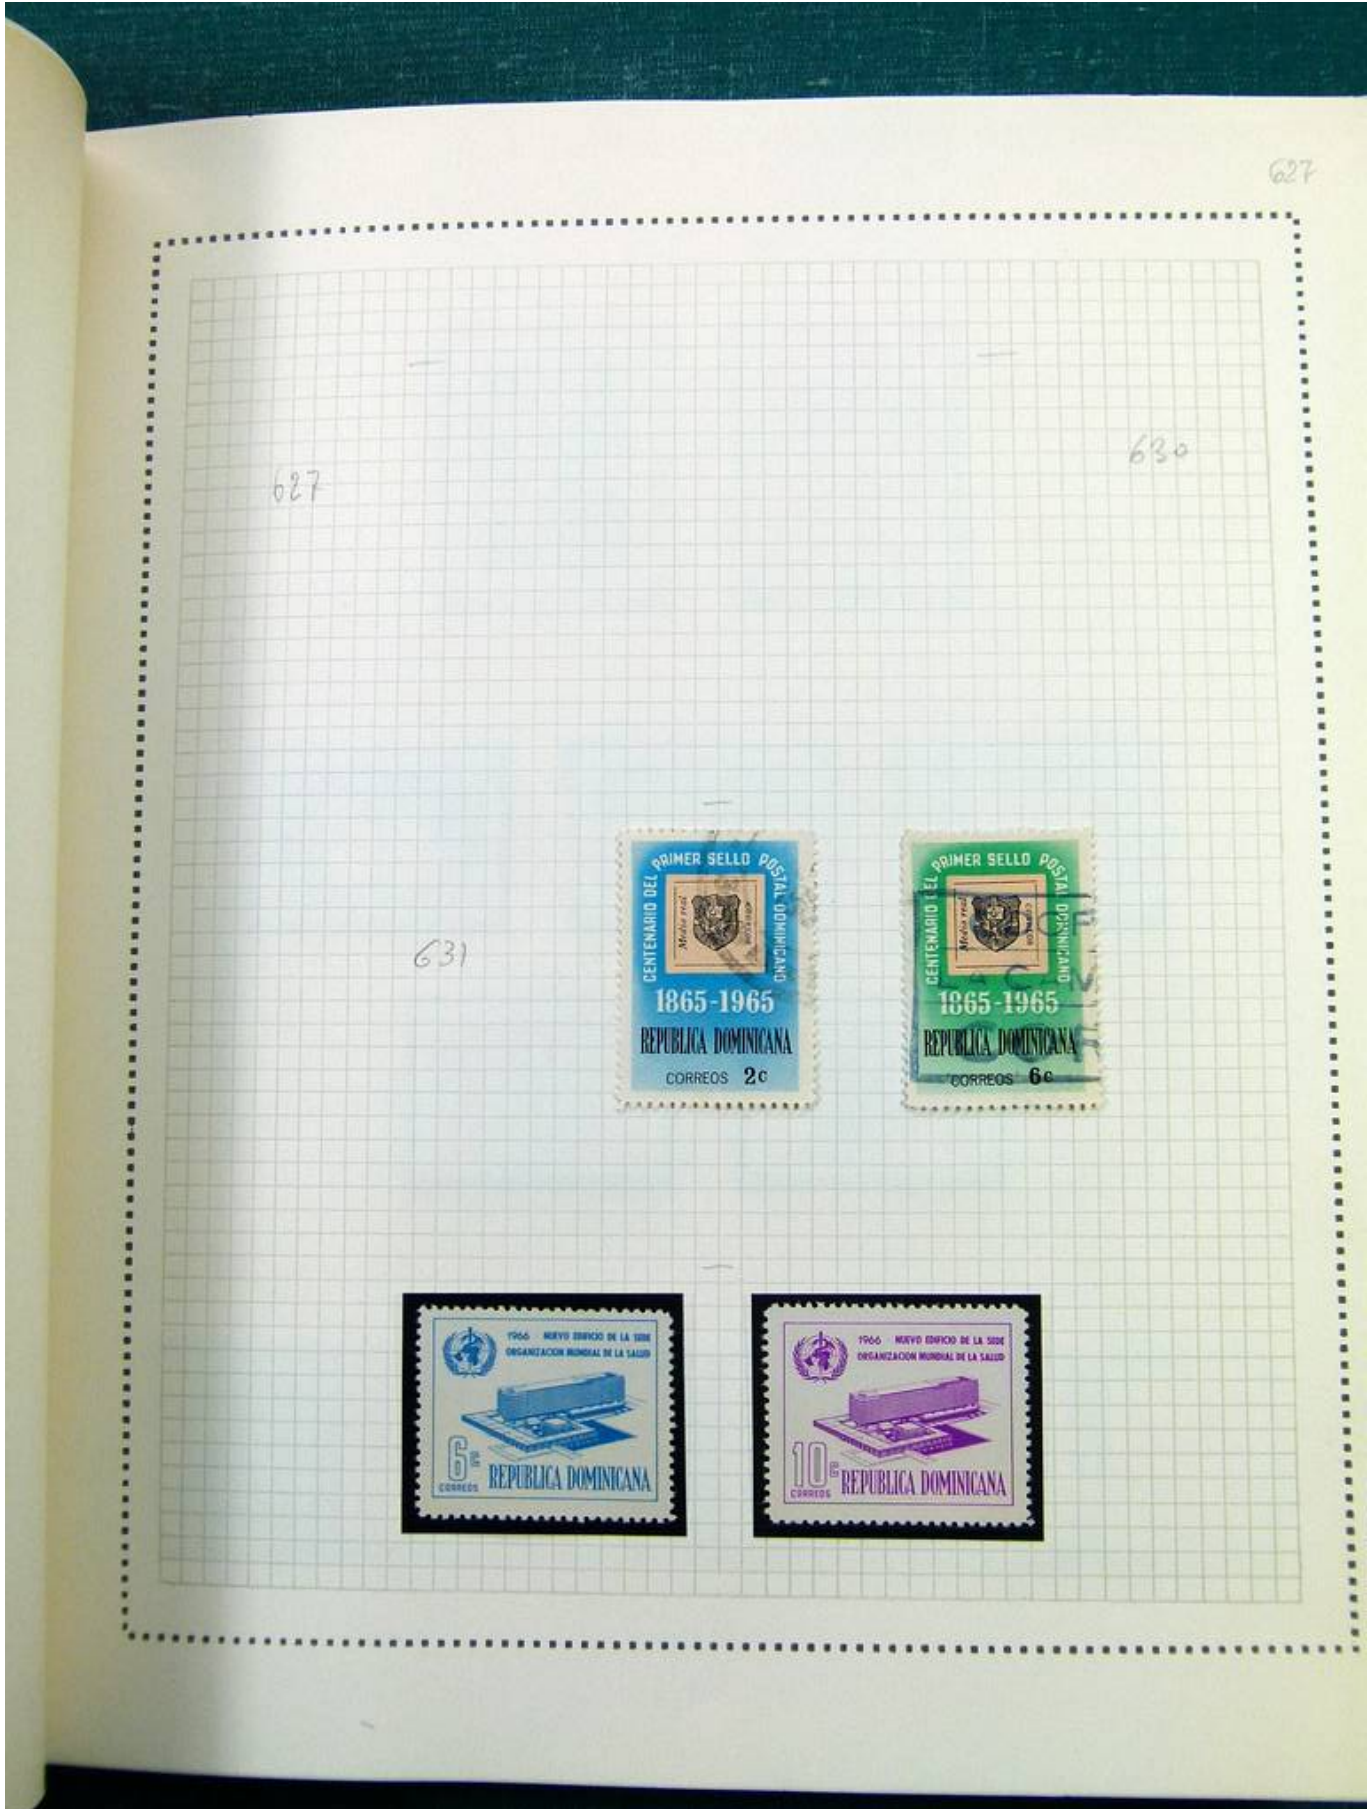 627
627
630
631
CENTENARIO DEL PRIMER SELLO POSTAL DOMINICANO
Medio real
CORREOS
1865-1965
REPUBLICA DOMINICANA
CORREOS 2c
CENTENARIO DEL PRIMER SELLO POSTAL DOMINICANO
Medio real
CORREOS
1865-1965
REPUBLICA DOMINICANA
CORREOS 6c
1966 NUEVO EDIFICIO DE LA SEDE
ORGANIZACION MUNDIAL DE LA SALUD
6c
CORREOS
REPUBLICA DOMINICANA
1966 NUEVO EDIFICIO DE LA SEDE
ORGANIZACION MUNDIAL DE LA SALUD
10c
CORREOS
REPUBLICA DOMINICANA